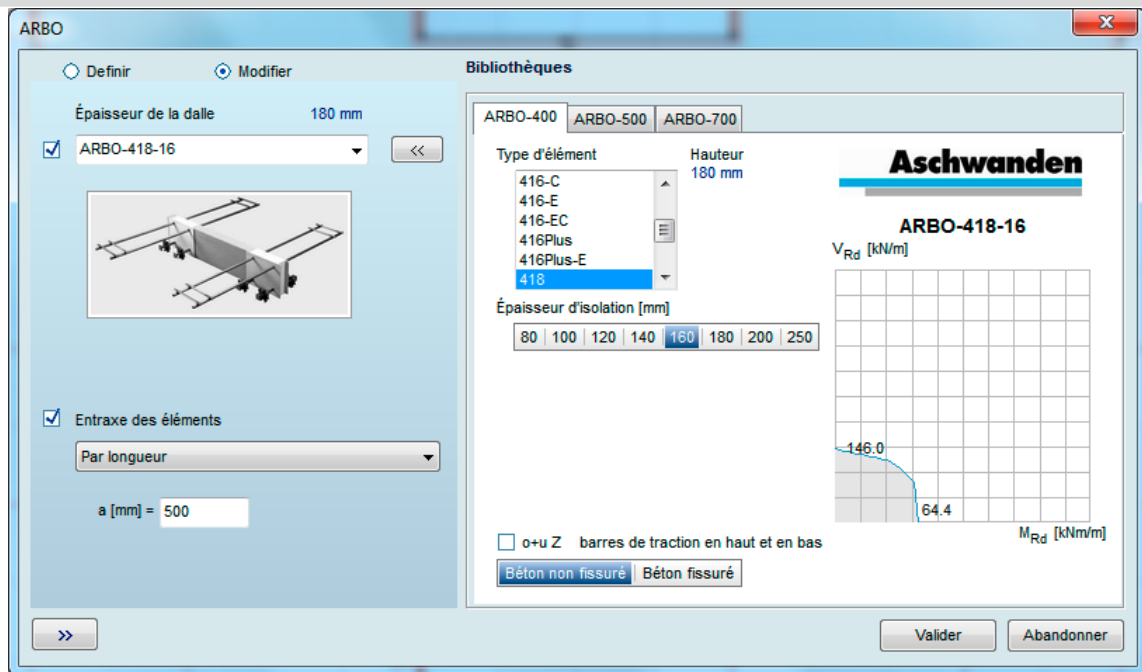 ARBO
Definir Modifier
Épaisseur de la dalle 180 mm
ARBO-418-16 <<
Entraxe des éléments
Par longueur
a [mm] = 500
>>
Bibliothèques
ARBO-400 ARBO-500 ARBO-700
Type d'élément Hauteur
180 mm
416-C
416-E
416-EC
416Plus
416Plus-E
418
Épaisseur d'isolation [mm]
80 100 120 140 160 180 200 250
Aschwanden
ARBO-418-16
VRd [kN/m]
146.0
64.4
MRd [kNm/m]
o+u Z barres de traction en haut et en bas
Béton non fissuré Béton fissuré
Valider Abandonner